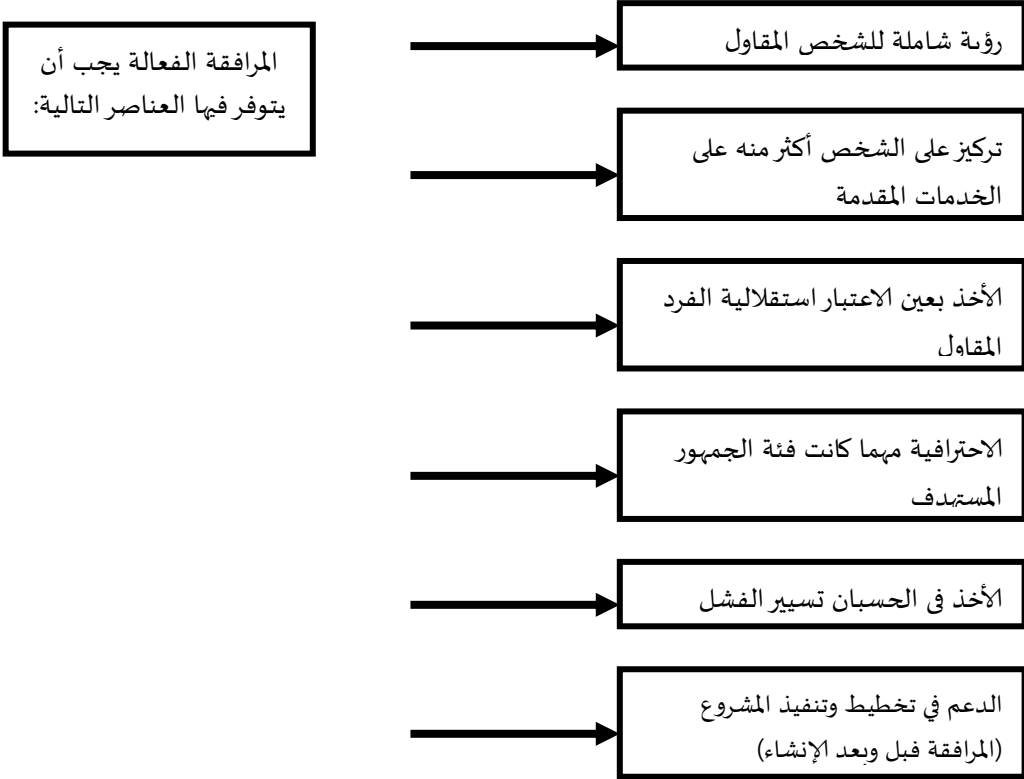 المرافقة الفعالة يجب أن
يتوفر فيها العناصر التالية:
رؤية شاملة للشخص المقاول
تركيز على الشخص أكثر منه على
الخدمات المقدمة
الأخذ بعين الاعتبار استقلالية الفرد
المقاول
الاحترافية مهما كانت فئة الجمهور
المستهدف
الأخذ في الحسبان تسيير الفشل
الدعم في تخطيط وتنفيذ المشروع
(المرافقة قبل وبعد الإنشاء)